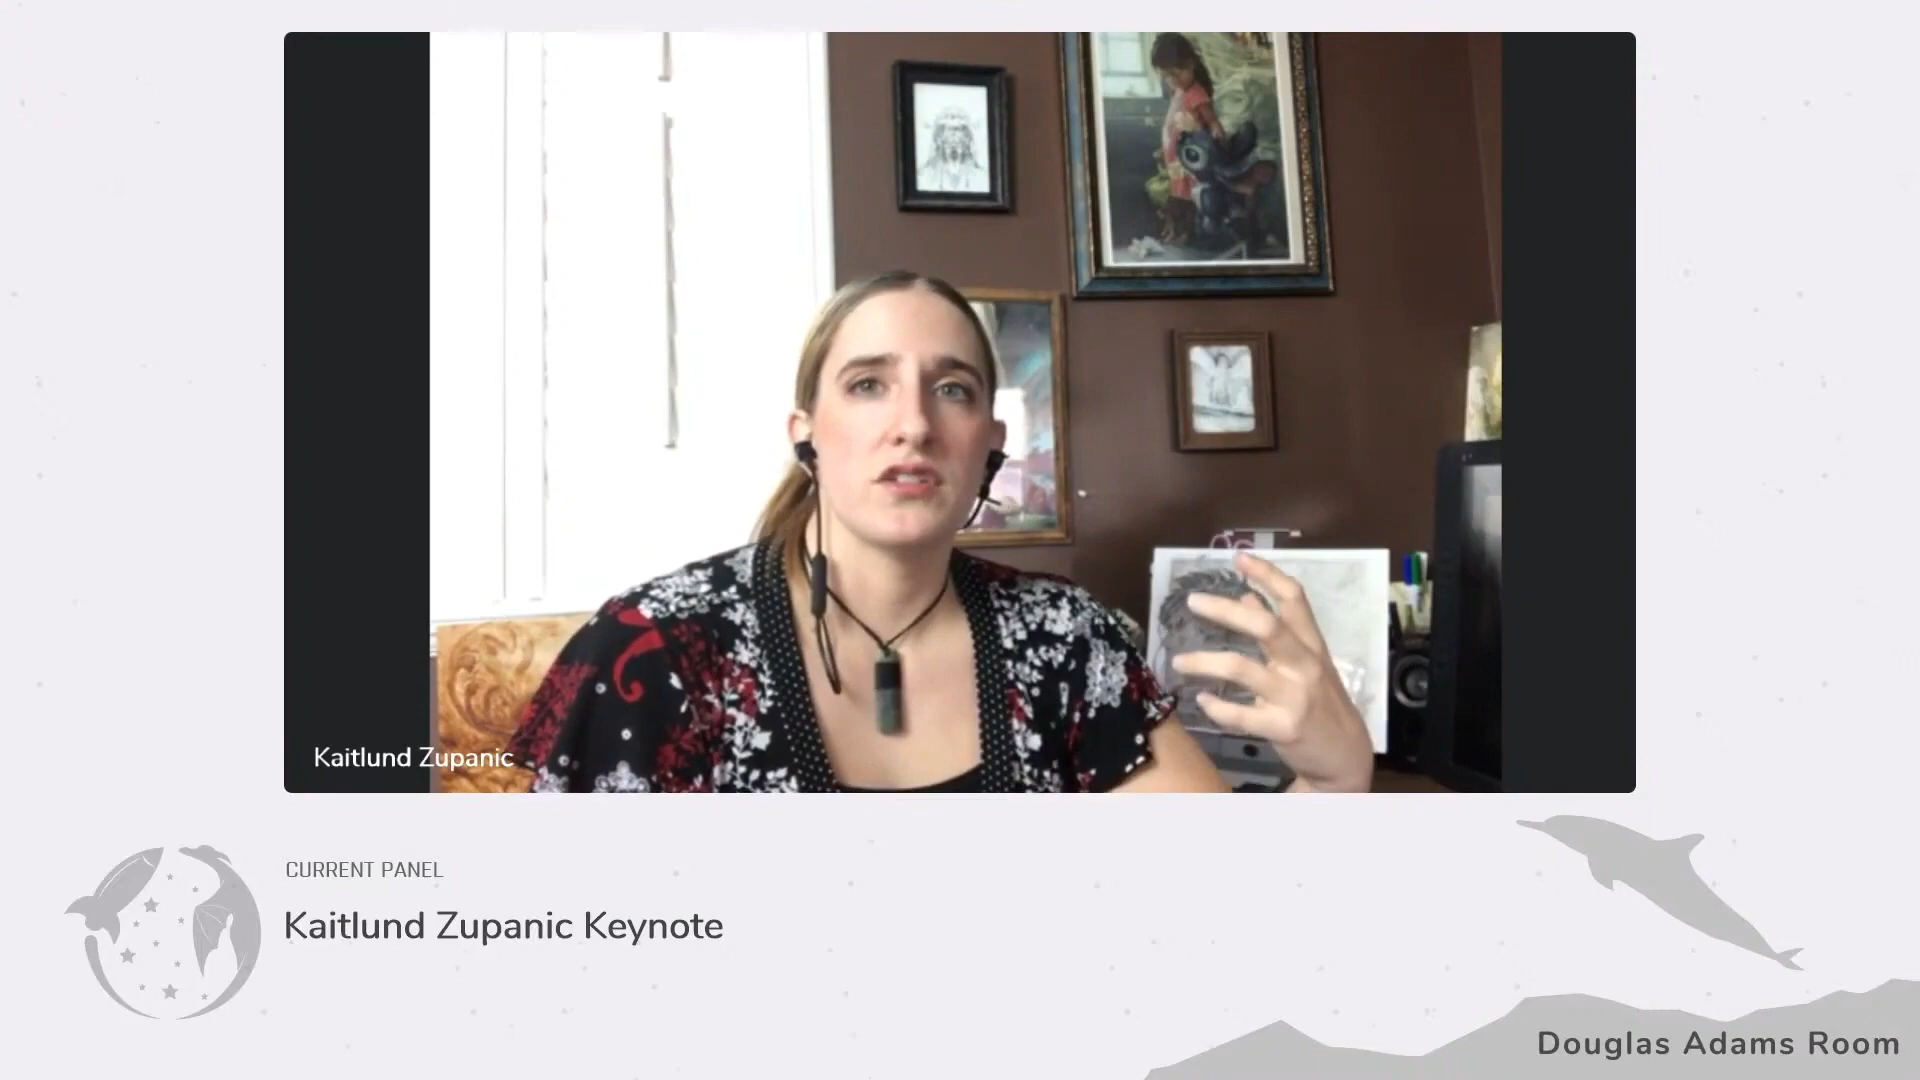 Kaitlund Zupanic
CURRENT PANEL
Kaitlund Zupanic Keynote
Douglas Adams Room